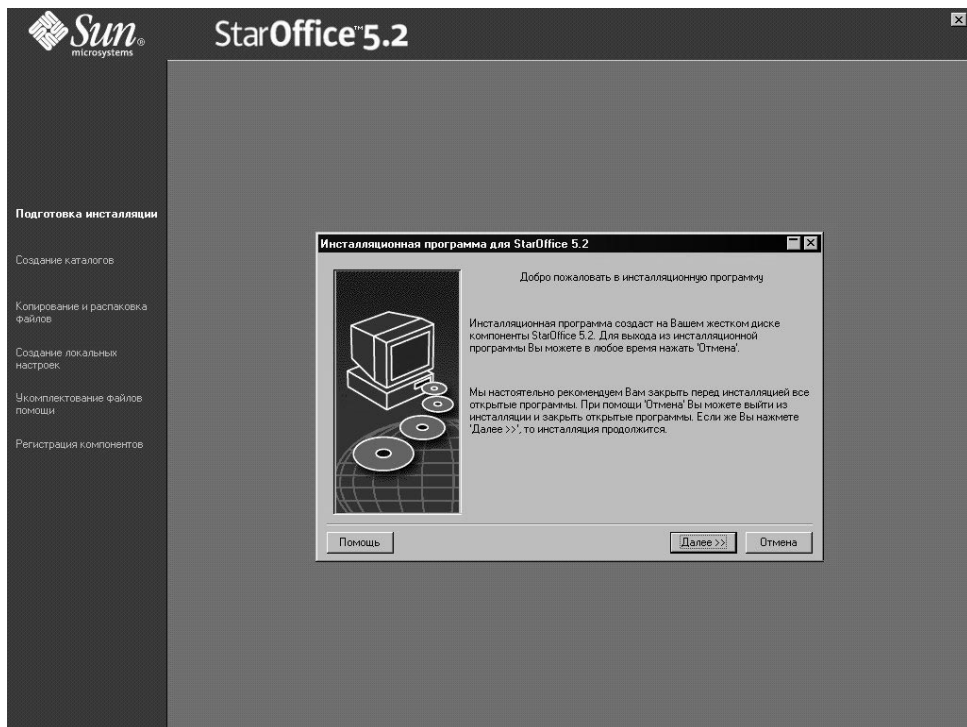 Sun®
microsystems
StarOffice™ 5.2
Подготовка инсталляции
Создание каталогов
Копирование и распаковка
файлов
Создание локальных
настроек
Укомплектование файлов
помощи
Регистрация компонентов
Инсталляционная программа для StarOffice 5.2
Добро пожаловать в инсталляционную программу
Инсталляционная программа создаст на Вашем жестком диске
компоненты StarOffice 5.2. Для выхода из инсталляционной
программы Вы можете в любое время нажать 'Отмена'.
Мы настоятельно рекомендуем Вам закрыть перед инсталляцией все
открытые программы. При помощи 'Отмена' Вы можете выйти из
инсталляции и закрыть открытые программы. Если же Вы нажмете
'Далее >>', то инсталляция продолжится.
Помощь
Далее >>
Отмена